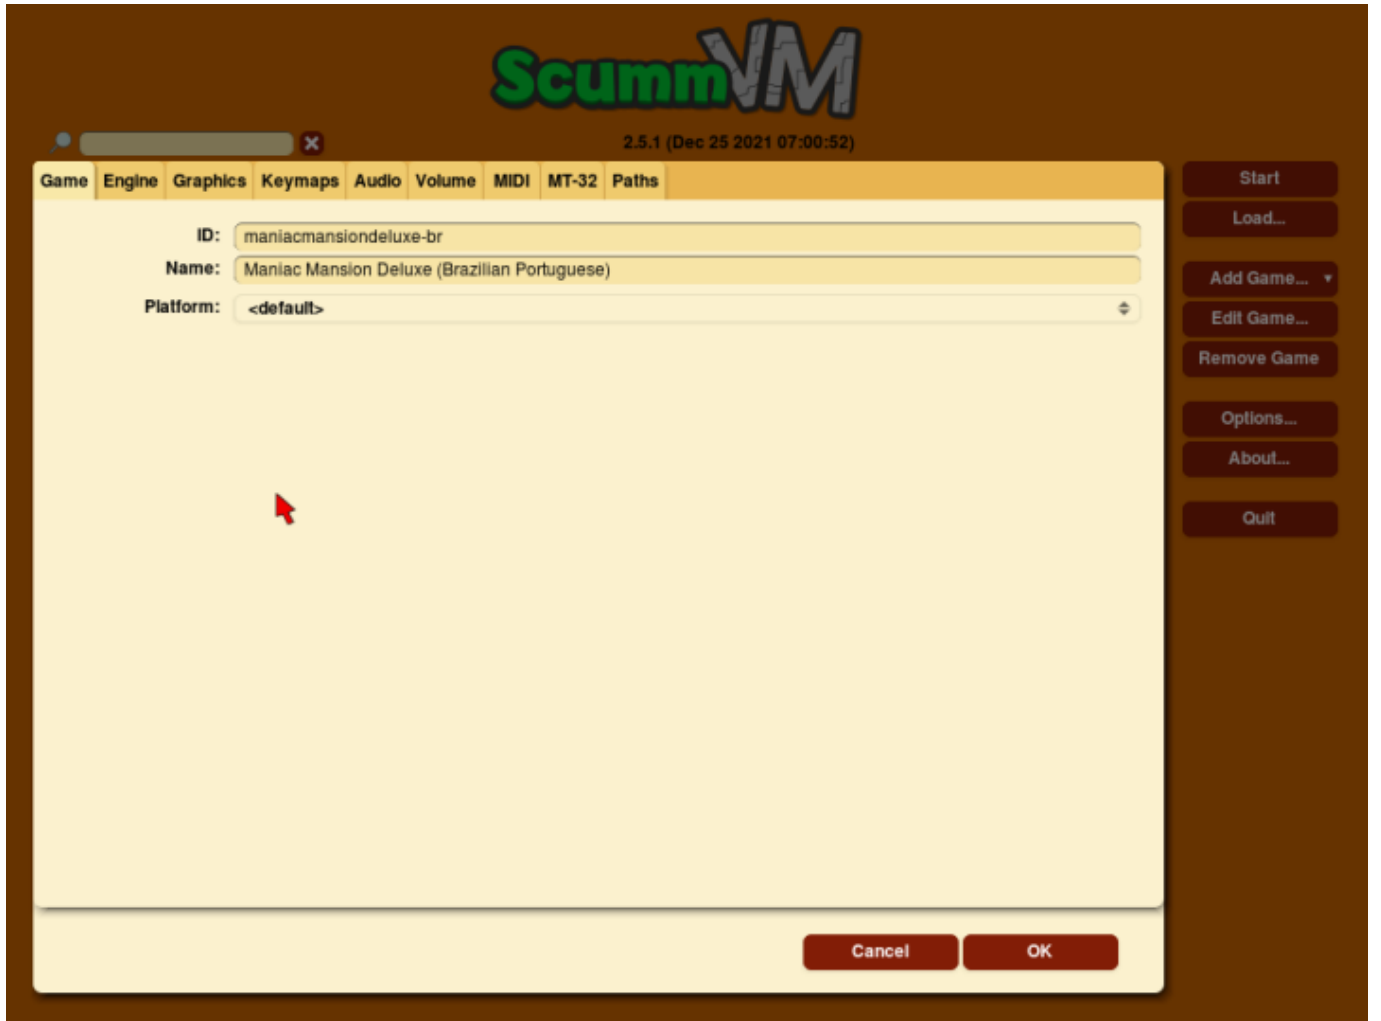 ScummVM
2.5.1 (Dec 25 2021 07:00:52)
Game Engine Graphics Keymaps Audio Volume MIDI MT-32 Paths
ID: maniacmansiondeluxe-br
Name: Maniac Mansion Deluxe (Brazilian Portuguese)
Platform: <default>
Cancel OK
Start
Load...
Add Game...
Edit Game...
Remove Game
Options...
About...
Quit